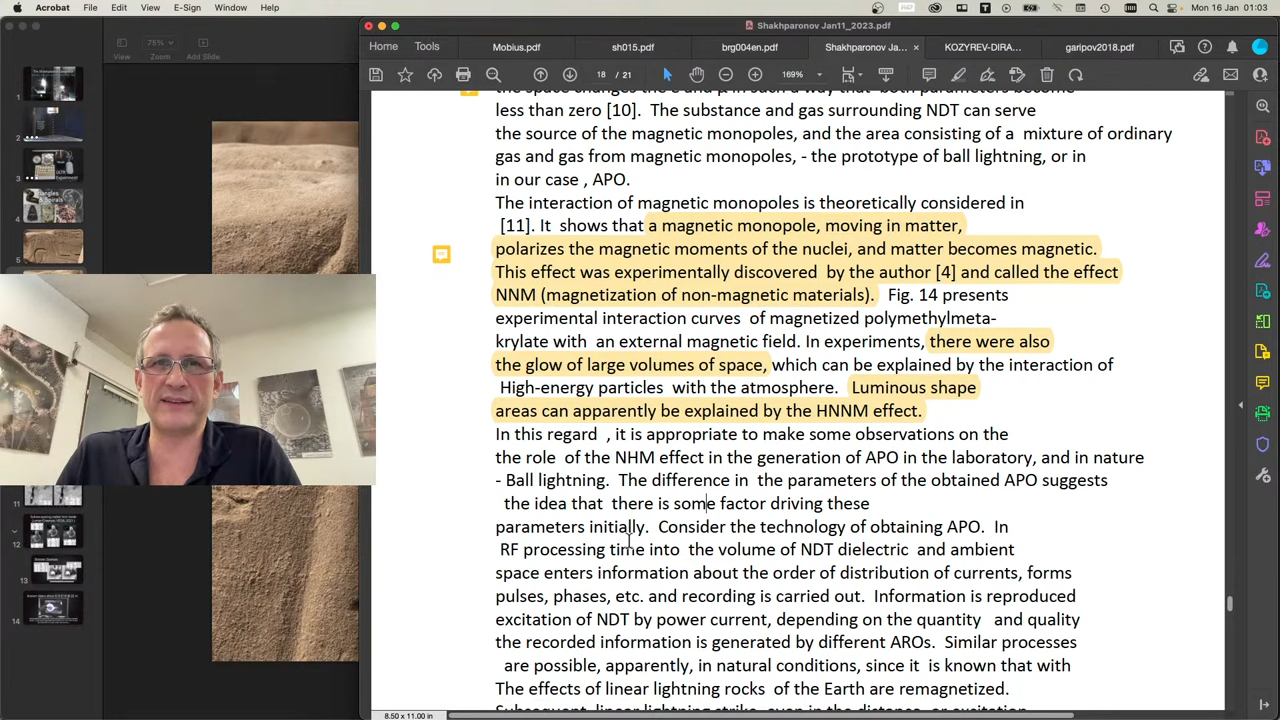 Acrobat File Edit View E-Sign Window Help
Mon 16 Jan 01:03
75%
View Zoom Add Slide
Shakhparonov Jan11_2023.pdf
Home Tools Mobius.pdf sh015.pdf brg004en.pdf Shakhparonov Ja... KOZYREV-DIRA... garipov2018.pdf
18 / 21 169%
less than zero [10]. The substance and gas surrounding NDT can serve
the source of the magnetic monopoles, and the area consisting of a mixture of ordinary
gas and gas from magnetic monopoles, - the prototype of ball lightning, or in
in our case , APO.
The interaction of magnetic monopoles is theoretically considered in
[11]. It shows that a magnetic monopole, moving in matter,
polarizes the magnetic moments of the nuclei, and matter becomes magnetic.
This effect was experimentally discovered by the author [4] and called the effect
NNM (magnetization of non-magnetic materials). Fig. 14 presents
experimental interaction curves of magnetized polymethylmeta-
krylate with an external magnetic field. In experiments, there were also
the glow of large volumes of space, which can be explained by the interaction of
High-energy particles with the atmosphere. Luminous shape
areas can apparently be explained by the HNNM effect.
In this regard , it is appropriate to make some observations on the
the role of the NHM effect in the generation of APO in the laboratory, and in nature
- Ball lightning. The difference in the parameters of the obtained APO suggests
the idea that there is some factor driving these
parameters initially. Consider the technology of obtaining APO. In
RF processing time into the volume of NDT dielectric and ambient
space enters information about the order of distribution of currents, forms
pulses, phases, etc. and recording is carried out. Information is reproduced
excitation of NDT by power current, depending on the quantity and quality
the recorded information is generated by different AROs. Similar processes
are possible, apparently, in natural conditions, since it is known that with
The effects of linear lightning rocks of the Earth are remagnetized.
8.50 x 11.00 in
1
2
3
4
5
11
12
13
14